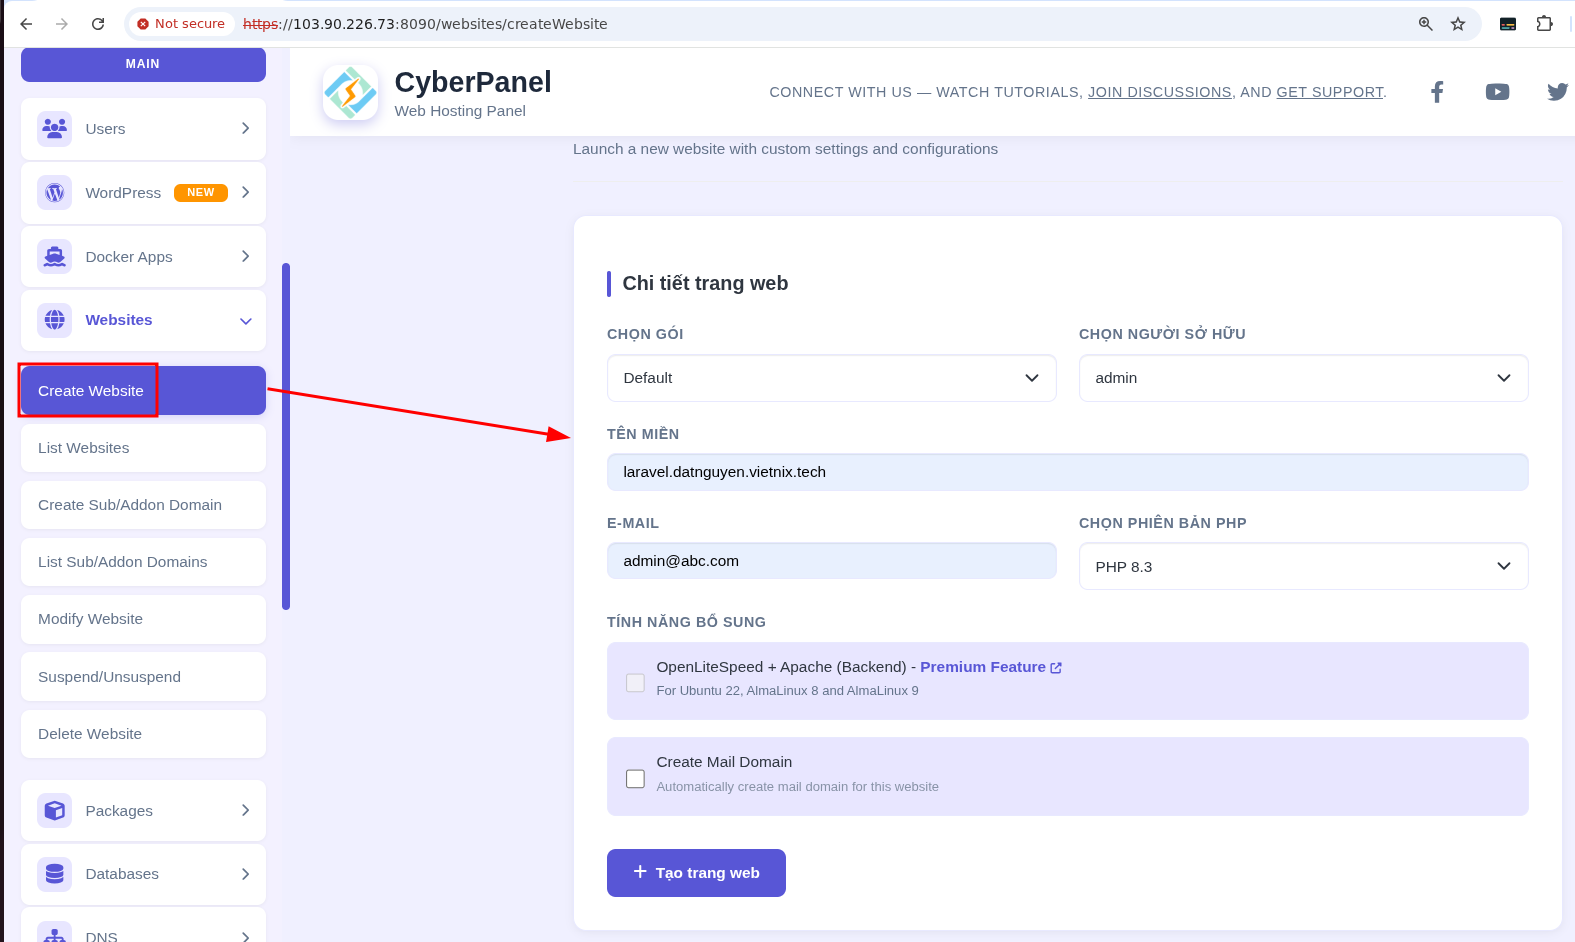 Not secure
https://103.90.226.73:8090/websites/createWebsite
MAIN
Users
WordPress NEW
Docker Apps
Websites
Create Website
List Websites
Create Sub/Addon Domain
List Sub/Addon Domains
Modify Website
Suspend/Unsuspend
Delete Website
Packages
Databases
DNS
CyberPanel
Web Hosting Panel
CONNECT WITH US — WATCH TUTORIALS, JOIN DISCUSSIONS, AND GET SUPPORT.
Launch a new website with custom settings and configurations
Chi tiết trang web
CHỌN GÓI
Default
CHỌN NGƯỜI SỞ HỮU
admin
TÊN MIỀN
laravel.datnguyen.vietnix.tech
E-MAIL
admin@abc.com
CHỌN PHIÊN BẢN PHP
PHP 8.3
TÍNH NĂNG BỔ SUNG
OpenLiteSpeed + Apache (Backend) - Premium Feature
For Ubuntu 22, AlmaLinux 8 and AlmaLinux 9
Create Mail Domain
Automatically create mail domain for this website
Tạo trang web